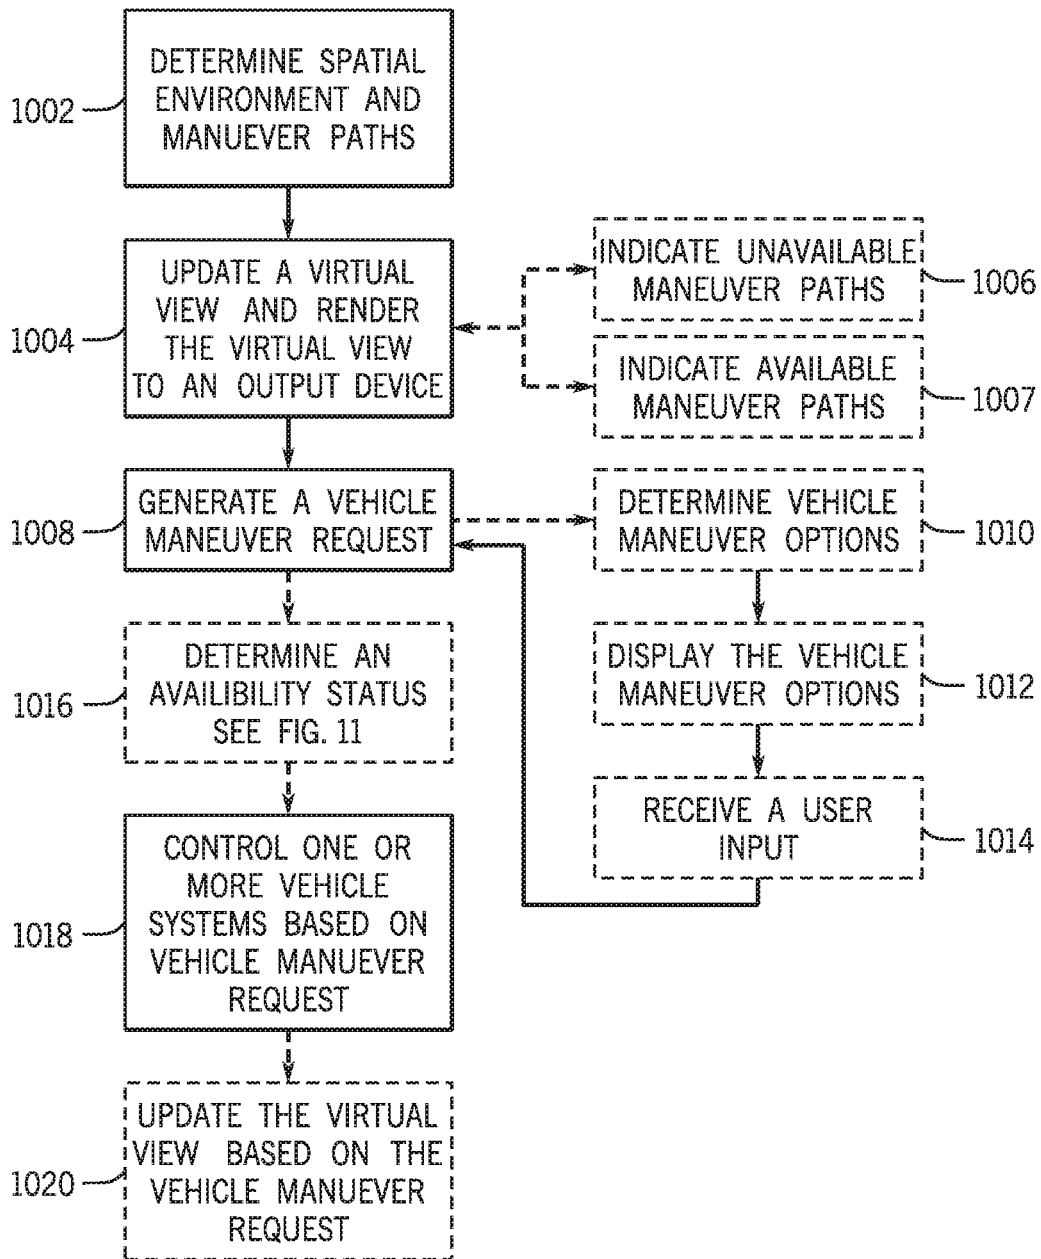 DETERMINE SPATIAL
ENVIRONMENT AND
MANUEVER PATHS
1002
UPDATE A VIRTUAL
VIEW AND RENDER
THE VIRTUAL VIEW
TO AN OUTPUT DEVICE
1004
INDICATE UNAVAILABLE
MANEUVER PATHS
1006
INDICATE AVAILABLE
MANEUVER PATHS
1007
GENERATE A VEHICLE
MANEUVER REQUEST
1008
DETERMINE VEHICLE
MANEUVER OPTIONS
1010
DISPLAY THE VEHICLE
MANEUVER OPTIONS
1012
RECEIVE A USER
INPUT
1014
DETERMINE AN
AVAILIBILITY STATUS
SEE FIG. 11
1016
CONTROL ONE OR
MORE VEHICLE
SYSTEMS BASED ON
VEHICLE MANUEVER
REQUEST
1018
UPDATE THE VIRTUAL
VIEW BASED ON THE
VEHICLE MANUEVER
REQUEST
1020